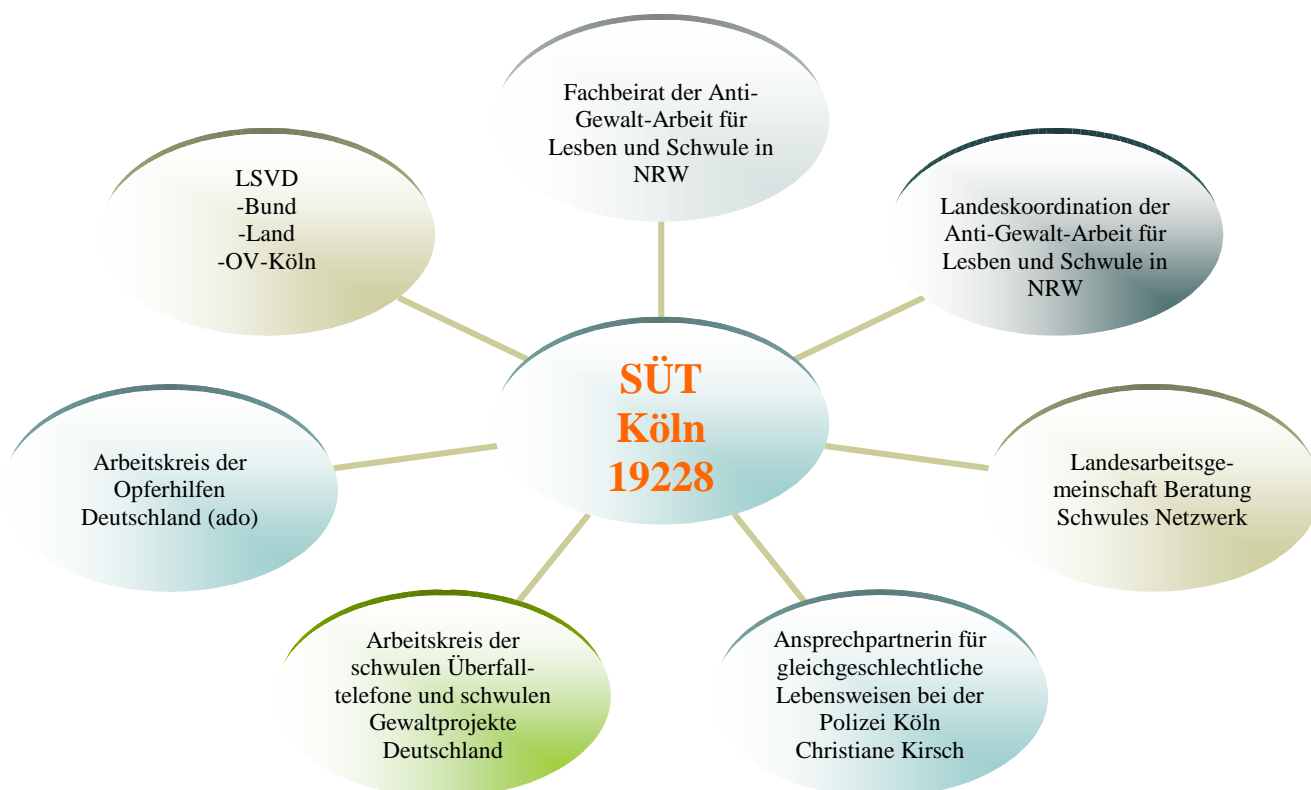 Fachbeirat der Anti-
Gewalt-Arbeit für
Lesben und Schwule in
NRW
LSVD
-Bund
-Land
-OV-Köln
Landeskoordination der
Anti-Gewalt-Arbeit für
Lesben und Schwule in
NRW
SÜT
Köln
19228
Arbeitskreis der
Opferhilfen
Deutschland (ado)
Landesarbeitsge-
meinschaft Beratung
Schwules Netzwerk
Arbeitskreis der
schwulen Überfall-
telefone und schwulen
Gewaltprojekte
Deutschland
Ansprechpartnerin für
gleichgeschlechtliche
Lebensweisen bei der
Polizei Köln
Christiane Kirsch